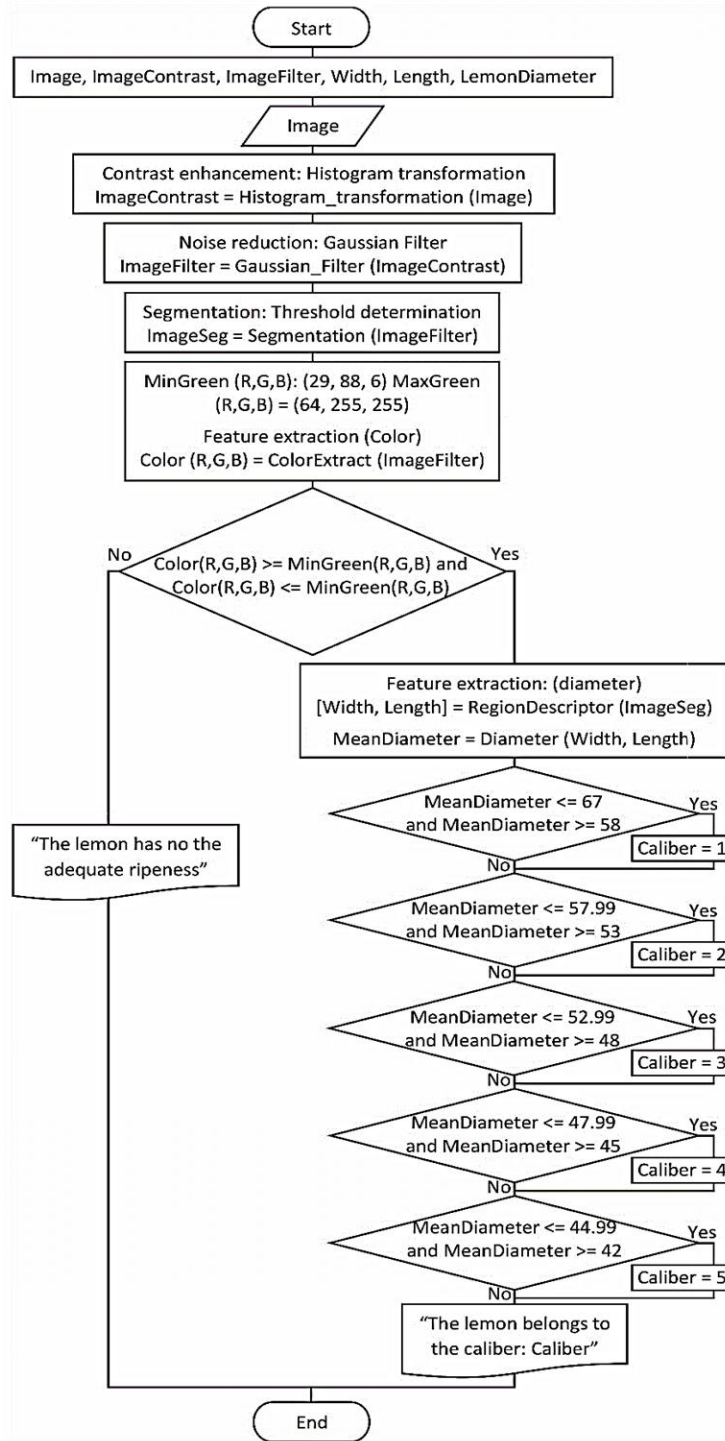 Start
Image, ImageContrast, ImageFilter, Width, Length, LemonDiameter
Image
Contrast enhancement: Histogram transformation
ImageContrast = Histogram_transformation (Image)
Noise reduction: Gaussian Filter
ImageFilter = Gaussian_Filter (ImageContrast)
Segmentation: Threshold determination
ImageSeg = Segmentation (ImageFilter)
MinGreen (R,G,B): (29, 88, 6) MaxGreen
(R,G,B) = (64, 255, 255)
Feature extraction (Color)
Color (R,G,B) = ColorExtract (ImageFilter)
No
Yes
Color(R,G,B) >= MinGreen(R,G,B) and
Color(R,G,B) <= MinGreen(R,G,B)
"The lemon has no the
adequate ripeness"
Feature extraction: (diameter)
[Width, Length] = RegionDescriptor (ImageSeg)
MeanDiameter = Diameter (Width, Length)
MeanDiameter <= 67
and MeanDiameter >= 58
Yes
Caliber = 1
No
MeanDiameter <= 57.99
and MeanDiameter >= 53
Yes
Caliber = 2
No
MeanDiameter <= 52.99
and MeanDiameter >= 48
Yes
Caliber = 3
No
MeanDiameter <= 47.99
and MeanDiameter >= 45
Yes
Caliber = 4
No
MeanDiameter <= 44.99
and MeanDiameter >= 42
Yes
Caliber = 5
No
"The lemon belongs to
the caliber: Caliber"
End